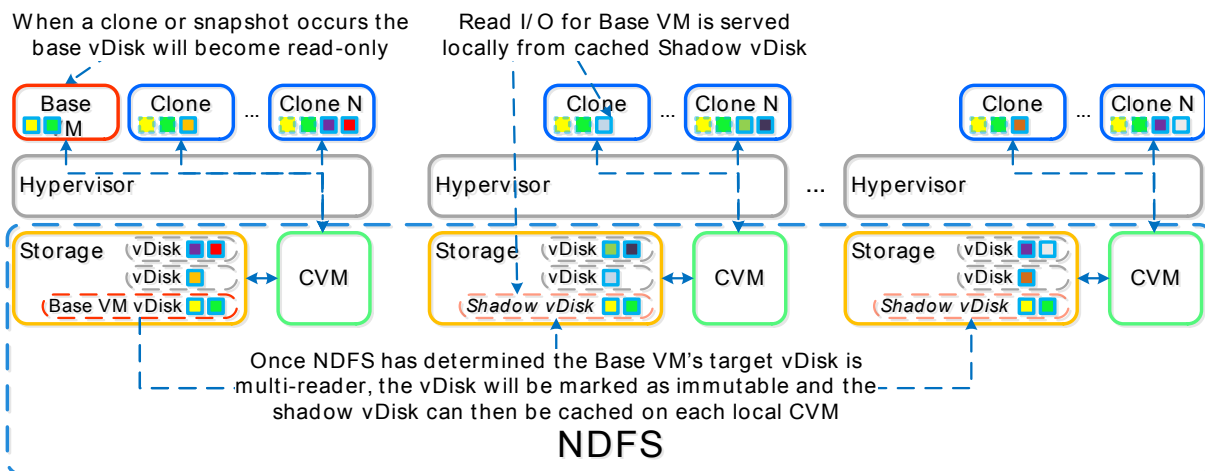 When a clone or snapshot occurs the
base vDisk will become read-only
Read I/O for Base VM is served
locally from cached Shadow vDisk
Base
M
Clone
...
Clone N
Clone
...
Clone N
Clone
...
Clone N
Hypervisor
Hypervisor
...
Hypervisor
Storage
vDisk
vDisk
Base VM vDisk
CVM
Storage
vDisk
vDisk
Shadow vDisk
CVM
Storage
vDisk
vDisk
Shadow vDisk
CVM
Once NDFS has determined the Base VM’s target vDisk is
multi-reader, the vDisk will be marked as immutable and the
shadow vDisk can then be cached on each local CVM
NDFS